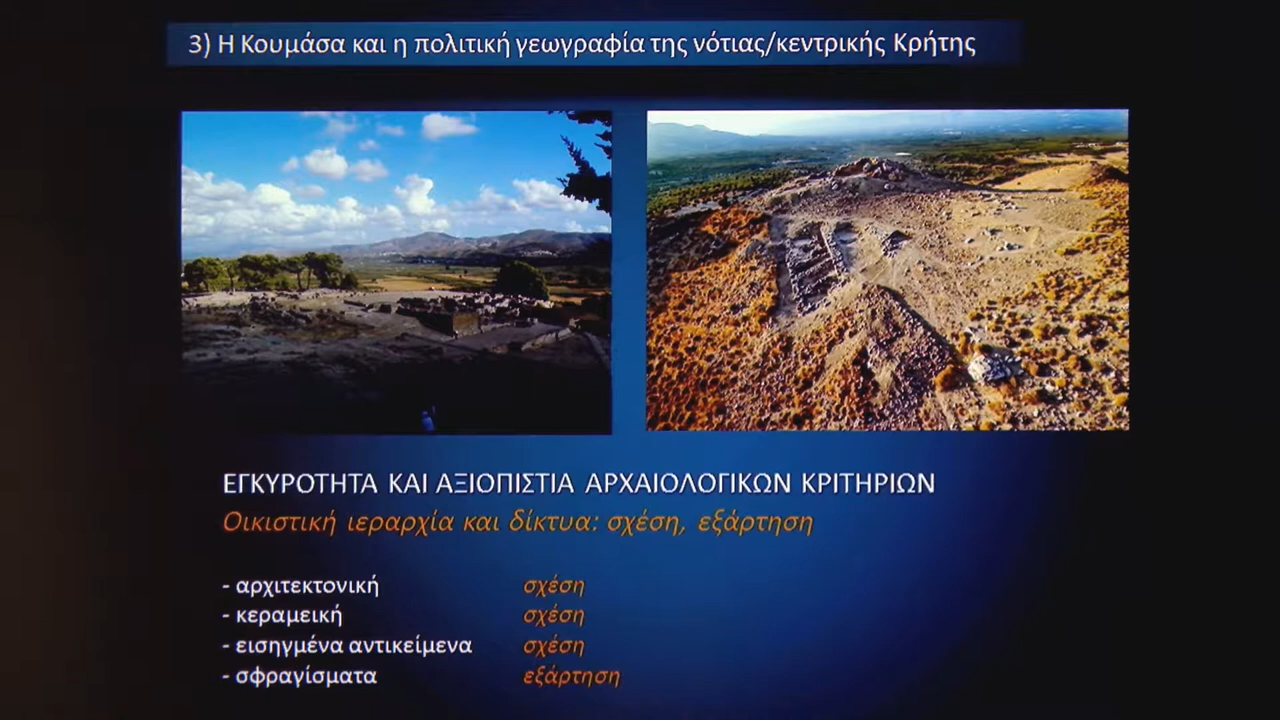 3) Η Κουμάσα και η πολιτική γεωγραφία της νότιας/κεντρικής Κρήτης
ΕΓΚΥΡΟΤΗΤΑ ΚΑΙ ΑΞΙΟΠΙΣΤΙΑ ΑΡΧΑΙΟΛΟΓΙΚΩΝ ΚΡΙΤΗΡΙΩΝ
Οικιστική ιεραρχία και δίκτυα: σχέση, εξάρτηση
- αρχιτεκτονική σχέση
- κεραμεική σχέση
- εισηγμένα αντικείμενα σχέση
- σφραγίσματα εξάρτηση